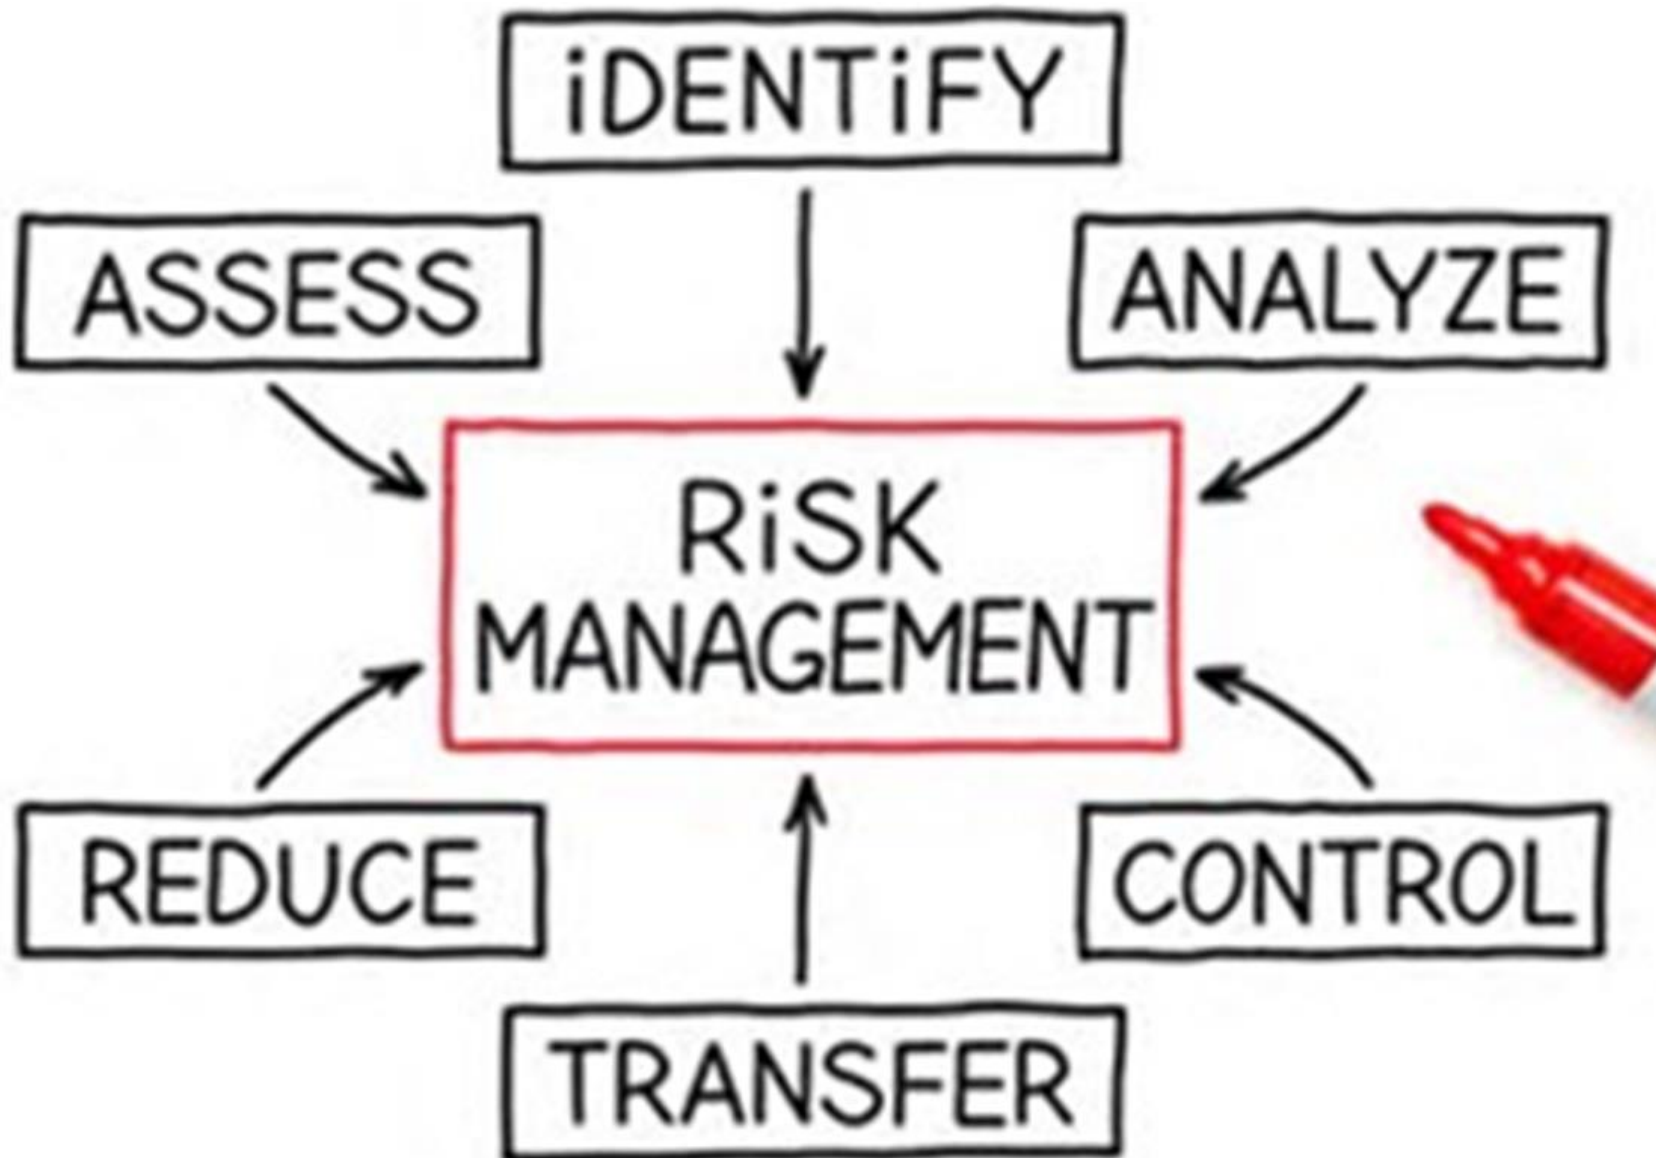 iDENTiFY
ASSESS
ANALYZE
RiSK
MANAGEMENT
REDUCE
CONTROL
TRANSFER